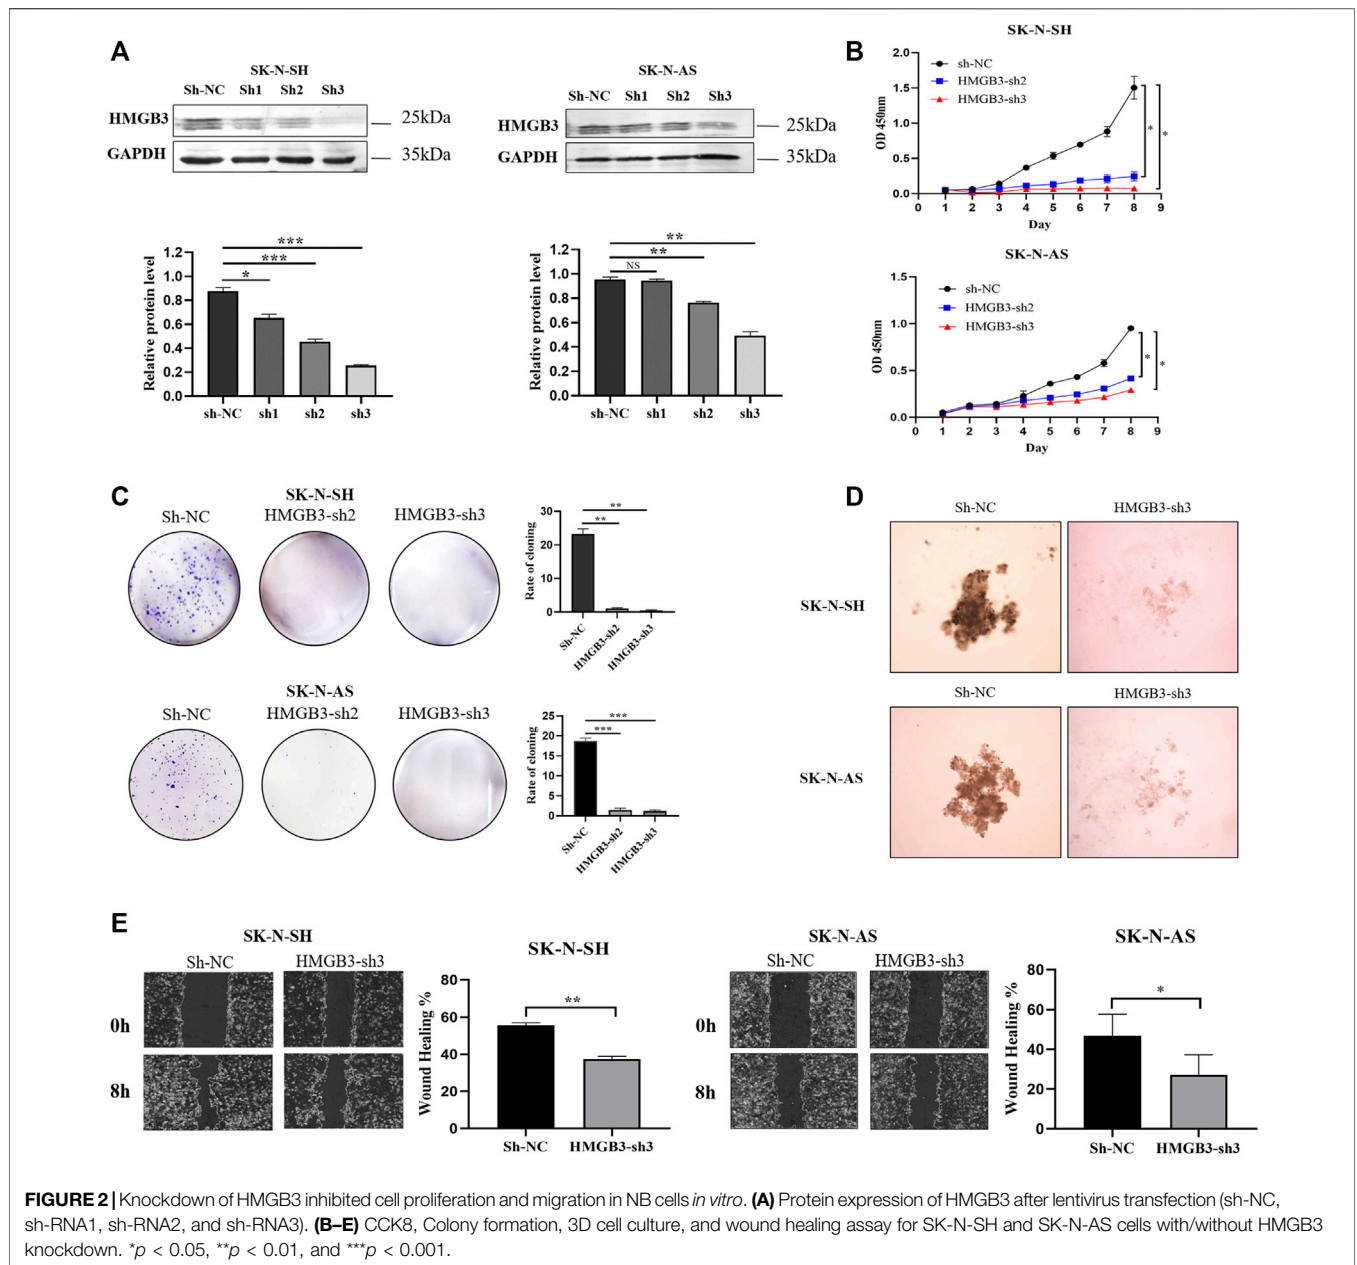 A
SK-N-SH
Sh-NC Sh1 Sh2 Sh3
HMGB3
25kDa
GAPDH
35kDa
SK-N-AS
Sh-NC Sh1 Sh2 Sh3
HMGB3
25kDa
GAPDH
35kDa
Relative protein level
1.2
1.0
0.8
0.6
0.4
0.2
0.0
***
***
*
sh-NC sh1 sh2 sh3
Relative protein level
1.2
1.0
0.8
0.6
0.4
0.2
0.0
**
**
NS
sh-NC sh1 sh2 sh3
B
SK-N-SH
OD 450nm
2.0
1.5
1.0
0.5
0.0
sh-NC
HMGB3-sh2
HMGB3-sh3
* *
0 1 2 3 4 5 6 7 8 9
Day
SK-N-AS
OD 450nm
1.5
1.0
0.5
0.0
sh-NC
HMGB3-sh2
HMGB3-sh3
* *
0 1 2 3 4 5 6 7 8 9
Day
C
SK-N-SH
Sh-NC HMGB3-sh2 HMGB3-sh3
Rate of cloning
30
20
10
0
**
**
Sh-NC
HMGB3-sh2
HMGB3-sh3
SK-N-AS
Sh-NC HMGB3-sh2 HMGB3-sh3
Rate of cloning
25
20
15
10
5
0
***
***
Sh-NC
HMGB3-sh2
HMGB3-sh3
D
Sh-NC HMGB3-sh3
SK-N-SH
Sh-NC HMGB3-sh3
SK-N-AS
E
SK-N-SH
Sh-NC HMGB3-sh3
0h
8h
SK-N-SH
Wound Healing %
80
60
40
20
0
**
Sh-NC HMGB3-sh3
SK-N-AS
Sh-NC HMGB3-sh3
0h
8h
SK-N-AS
Wound Healing %
80
60
40
20
0
*
Sh-NC HMGB3-sh3
FIGURE 2 | Knockdown of HMGB3 inhibited cell proliferation and migration in NB cells in vitro. (A) Protein expression of HMGB3 after lentivirus transfection (sh-NC,
sh-RNA1, sh-RNA2, and sh-RNA3). (B–E) CCK8, Colony formation, 3D cell culture, and wound healing assay for SK-N-SH and SK-N-AS cells with/without HMGB3
knockdown. *p < 0.05, **p < 0.01, and ***p < 0.001.